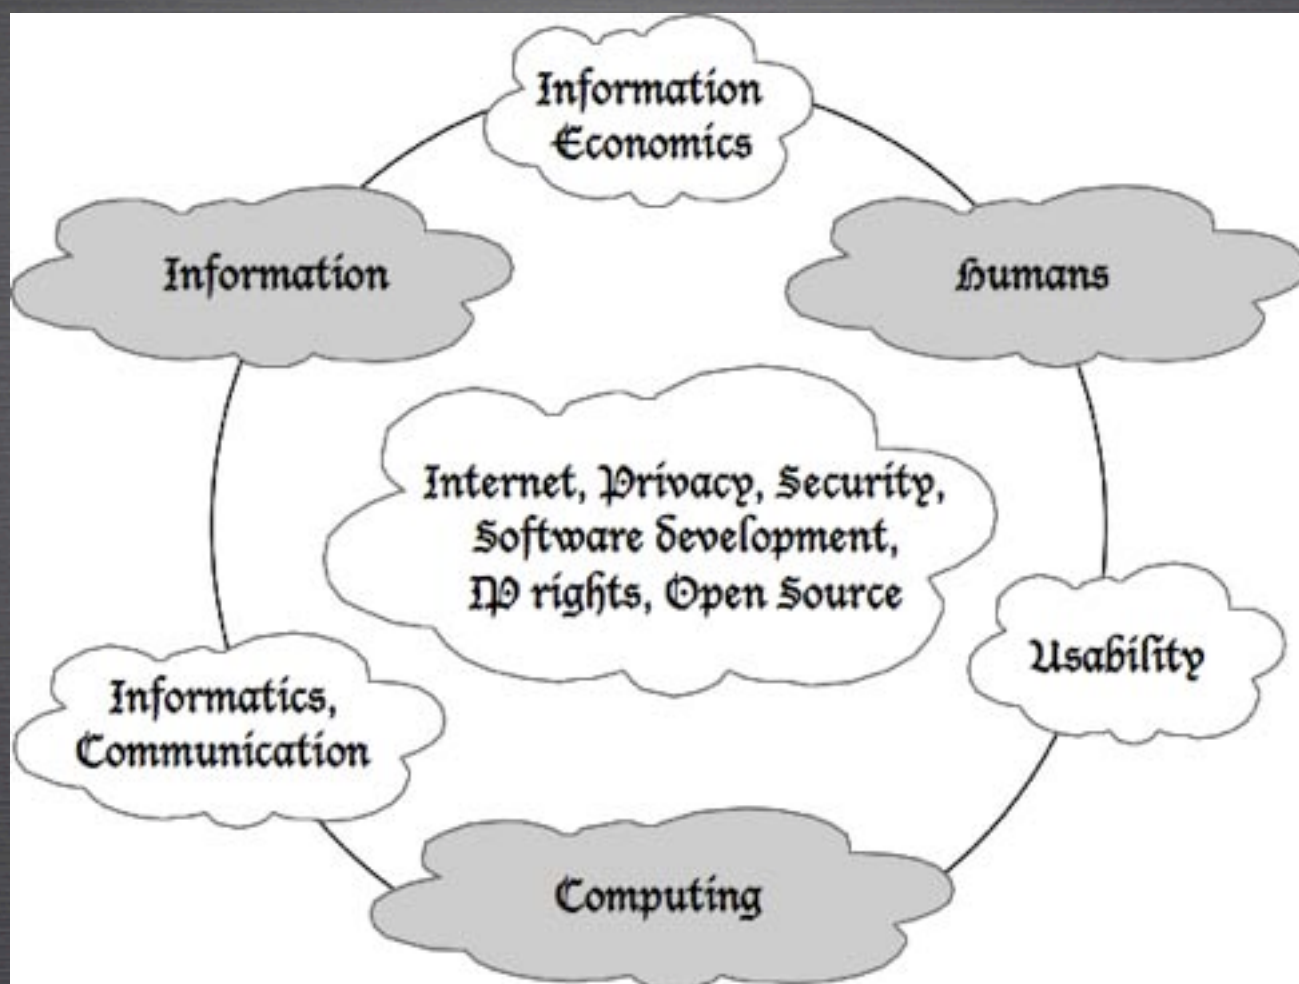 Information
Economics
Information
Humans
Internet, Privacy, Security,
Software development,
IP rights, Open Source
Usability
Informatics,
Communication
Computing